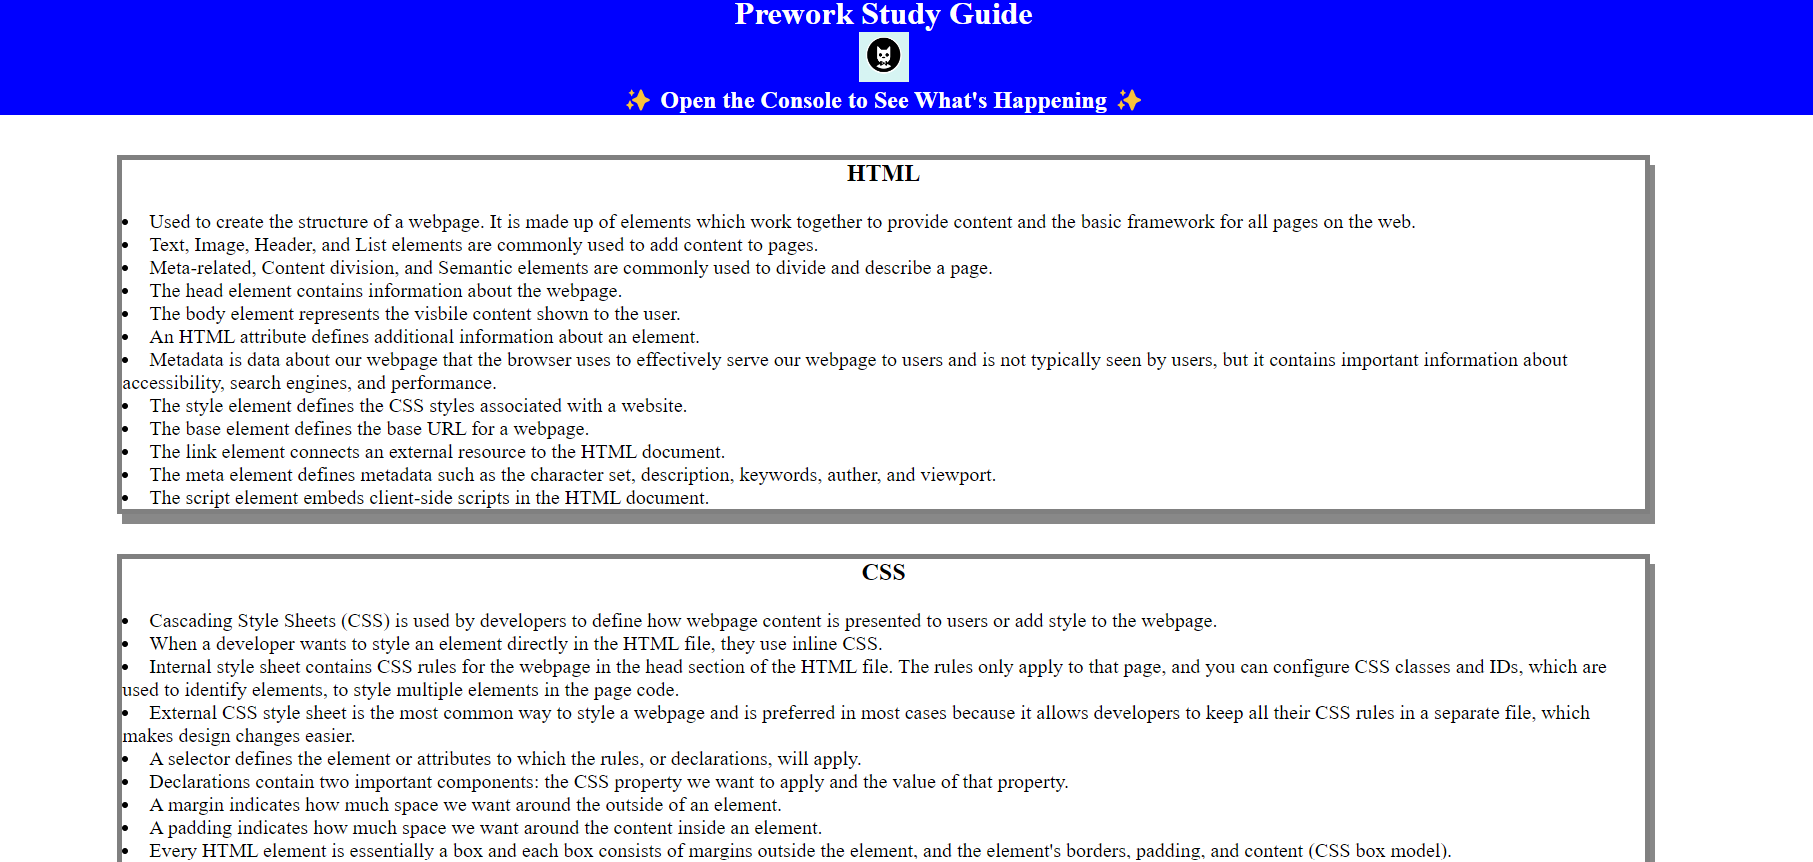 Prework Study Guide
✨ Open the Console to See What's Happening ✨
HTML
• Used to create the structure of a webpage. It is made up of elements which work together to provide content and the basic framework for all pages on the web.
• Text, Image, Header, and List elements are commonly used to add content to pages.
• Meta-related, Content division, and Semantic elements are commonly used to divide and describe a page.
• The head element contains information about the webpage.
• The body element represents the visbile content shown to the user.
• An HTML attribute defines additional information about an element.
• Metadata is data about our webpage that the browser uses to effectively serve our webpage to users and is not typically seen by users, but it contains important information about
accessibility, search engines, and performance.
• The style element defines the CSS styles associated with a website.
• The base element defines the base URL for a webpage.
• The link element connects an external resource to the HTML document.
• The meta element defines metadata such as the character set, description, keywords, auther, and viewport.
• The script element embeds client-side scripts in the HTML document.
CSS
• Cascading Style Sheets (CSS) is used by developers to define how webpage content is presented to users or add style to the webpage.
• When a developer wants to style an element directly in the HTML file, they use inline CSS.
• Internal style sheet contains CSS rules for the webpage in the head section of the HTML file. The rules only apply to that page, and you can configure CSS classes and IDs, which are
used to identify elements, to style multiple elements in the page code.
• External CSS style sheet is the most common way to style a webpage and is preferred in most cases because it allows developers to keep all their CSS rules in a separate file, which
makes design changes easier.
• A selector defines the element or attributes to which the rules, or declarations, will apply.
• Declarations contain two important components: the CSS property we want to apply and the value of that property.
• A margin indicates how much space we want around the outside of an element.
• A padding indicates how much space we want around the content inside an element.
• Every HTML element is essentially a box and each box consists of margins outside the element, and the element's borders, padding, and content (CSS box model).